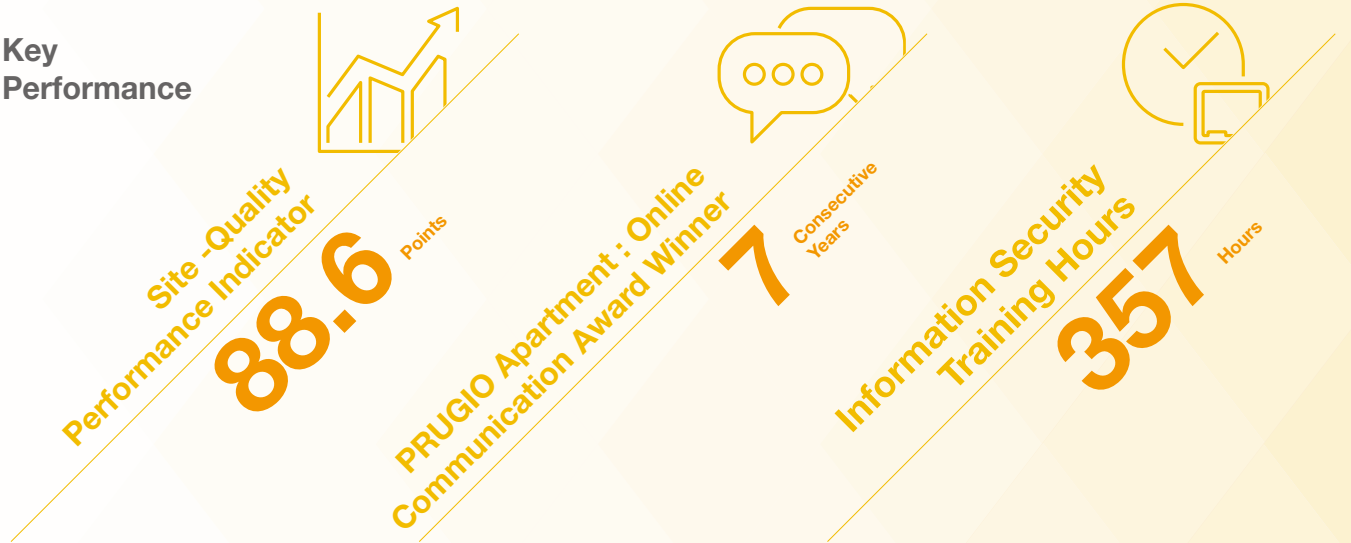 Key
Performance
Site -Quality
Performance Indicator
88.6
Points
PRUGIO Apartment : Online
Communication Award Winner
7
Consecutive
Years
Information Security
Training Hours
357
Hours